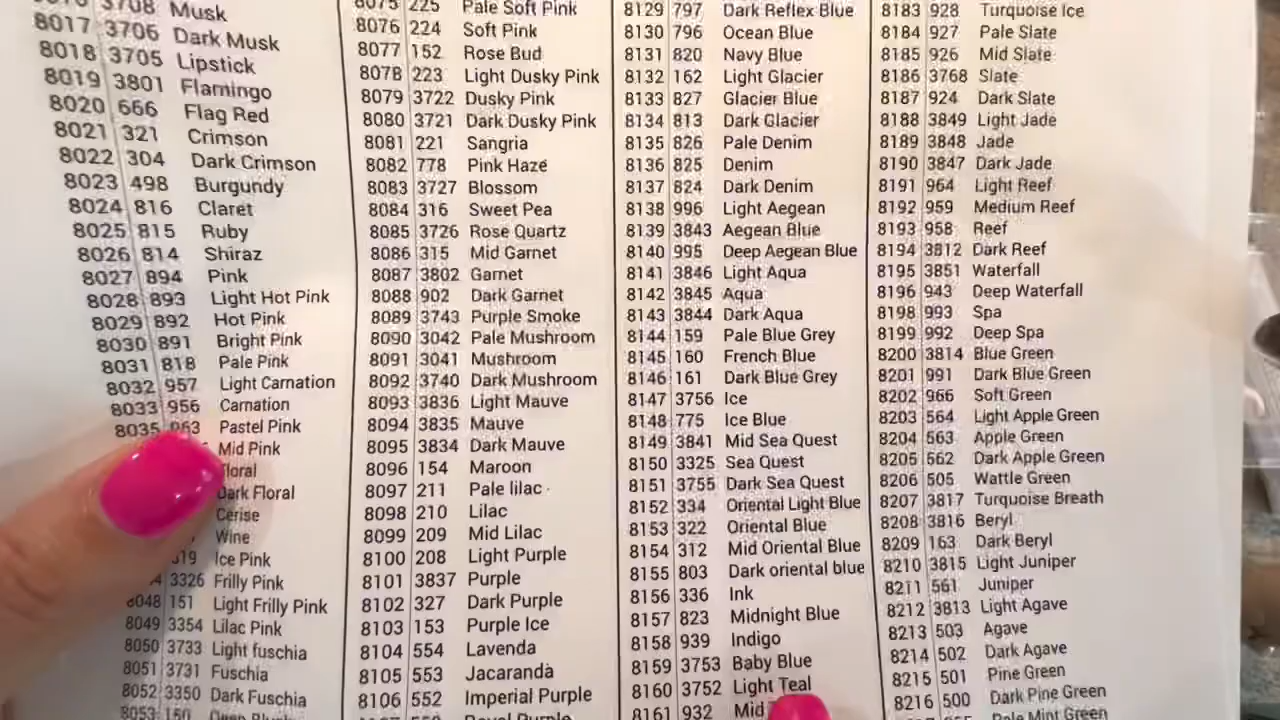 3708 Musk
8017 3706 Dark Musk
8018 3705 Lipstick
8019 3801 Flamingo
8020 666 Flag Red
8021 321 Crimson
8022 304 Dark Crimson
8023 498 Burgundy
8024 816 Claret
8025 815 Ruby
8026 814 Shiraz
8027 894 Pink
8028 893 Light Hot Pink
8029 892 Hot Pink
8030 891 Bright Pink
8031 818 Pale Pink
8032 957 Light Carnation
8033 956 Carnation
8035 963 Pastel Pink
Mid Pink
Floral
Dark Floral
Cerise
Wine
Ice Pink
3326 Frilly Pink
8048 151 Light Frilly Pink
8049 3354 Lilac Pink
8050 3733 Light fuschia
8051 3731 Fuschia
8052 3350 Dark Fuschia
8053 150
8075 225 Pale Soft Pink
8076 224 Soft Pink
8077 152 Rose Bud
8078 223 Light Dusky Pink
8079 3722 Dusky Pink
8080 3721 Dark Dusky Pink
8081 221 Sangria
8082 778 Pink Haze
8083 3727 Blossom
8084 316 Sweet Pea
8085 3726 Rose Quartz
8086 315 Mid Garnet
8087 3802 Garnet
8088 902 Dark Garnet
8089 3743 Purple Smoke
8090 3042 Pale Mushroom
8091 3041 Mushroom
8092 3740 Dark Mushroom
8093 3836 Light Mauve
8094 3835 Mauve
8095 3834 Dark Mauve
8096 154 Maroon
8097 211 Pale lilac
8098 210 Lilac
8099 209 Mid Lilac
8100 208 Light Purple
8101 3837 Purple
8102 327 Dark Purple
8103 153 Purple Ice
8104 554 Lavenda
8105 553 Jacaranda
8106 552 Imperial Purple
Royal Purple
8129 797 Dark Reflex Blue
8130 796 Ocean Blue
8131 820 Navy Blue
8132 162 Light Glacier
8133 827 Glacier Blue
8134 813 Dark Glacier
8135 826 Pale Denim
8136 825 Denim
8137 824 Dark Denim
8138 996 Light Aegean
8139 3843 Aegean Blue
8140 995 Deep Aegean Blue
8141 3846 Light Aqua
8142 3845 Aqua
8143 3844 Dark Aqua
8144 159 Pale Blue Grey
8145 160 French Blue
8146 161 Dark Blue Grey
8147 3756 Ice
8148 775 Ice Blue
8149 3841 Mid Sea Quest
8150 3325 Sea Quest
8151 3755 Dark Sea Quest
8152 334 Oriental Light Blue
8153 322 Oriental Blue
8154 312 Mid Oriental Blue
8155 803 Dark oriental blue
8156 336 Ink
8157 823 Midnight Blue
8158 939 Indigo
8159 3753 Baby Blue
8160 3752 Light Teal
8161 932 Mid
8183 928 Turquoise Ice
8184 927 Pale Slate
8185 926 Mid Slate
8186 3768 Slate
8187 924 Dark Slate
8188 3849 Light Jade
8189 3848 Jade
8190 3847 Dark Jade
8191 964 Light Reef
8192 959 Medium Reef
8193 958 Reef
8194 3812 Dark Reef
8195 3851 Waterfall
8196 943 Deep Waterfall
8198 993 Spa
8199 992 Deep Spa
8200 3814 Blue Green
8201 991 Dark Blue Green
8202 966 Soft Green
8203 564 Light Apple Green
8204 563 Apple Green
8205 562 Dark Apple Green
8206 505 Wattle Green
8207 3817 Turquoise Breath
8208 3816 Beryl
8209 163 Dark Beryl
8210 3815 Light Juniper
8211 561 Juniper
8212 3813 Light Agave
8213 503 Agave
8214 502 Dark Agave
8215 501 Pine Green
8216 500 Dark Pine Green
Pale Mint Green